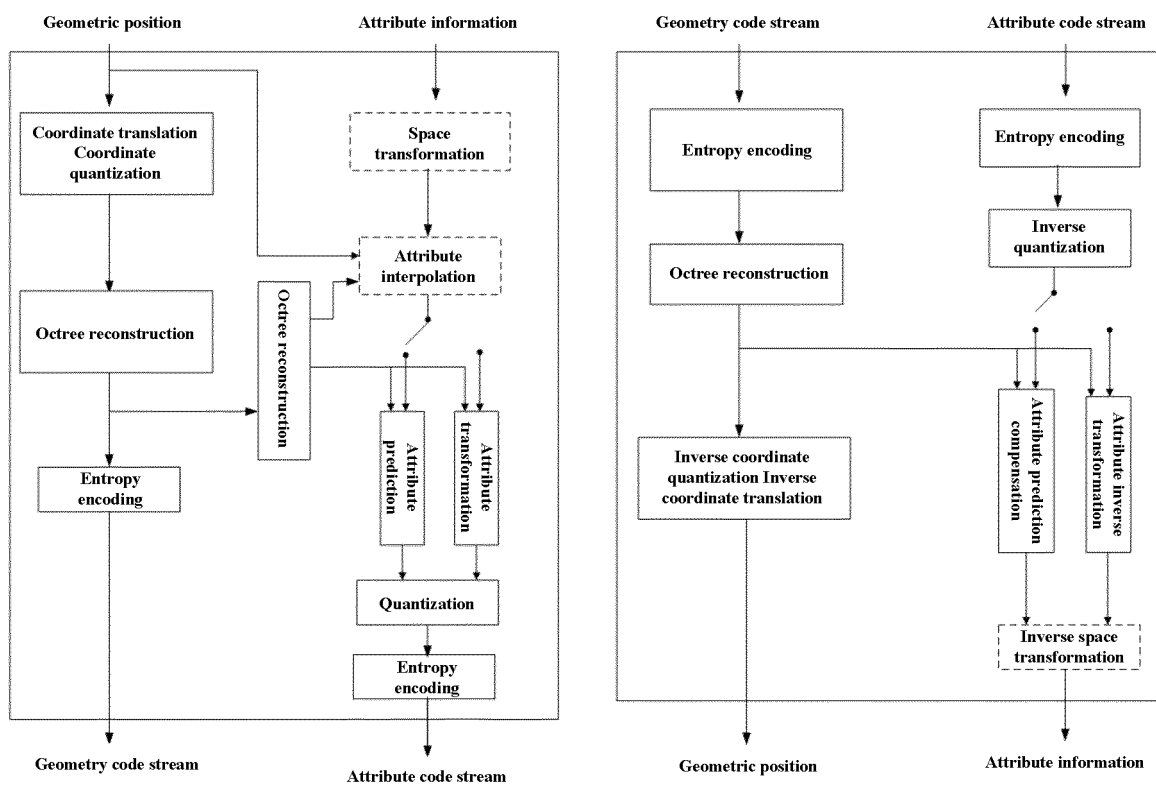 Geometric position
Attribute information
Coordinate translation
Coordinate
quantization
Space
transformation
Attribute
interpolation
Octree reconstruction
Octree reconstruction
Attribute
prediction
Attribute
transformation
Entropy
encoding
Quantization
Entropy
encoding
Geometry code stream
Attribute code stream
Geometry code stream
Attribute code stream
Entropy encoding
Entropy encoding
Inverse
quantization
Octree reconstruction
Attribute prediction
compensation
Attribute inverse
transformation
Inverse coordinate
quantization Inverse
coordinate translation
Inverse space
transformation
Geometric position
Attribute information